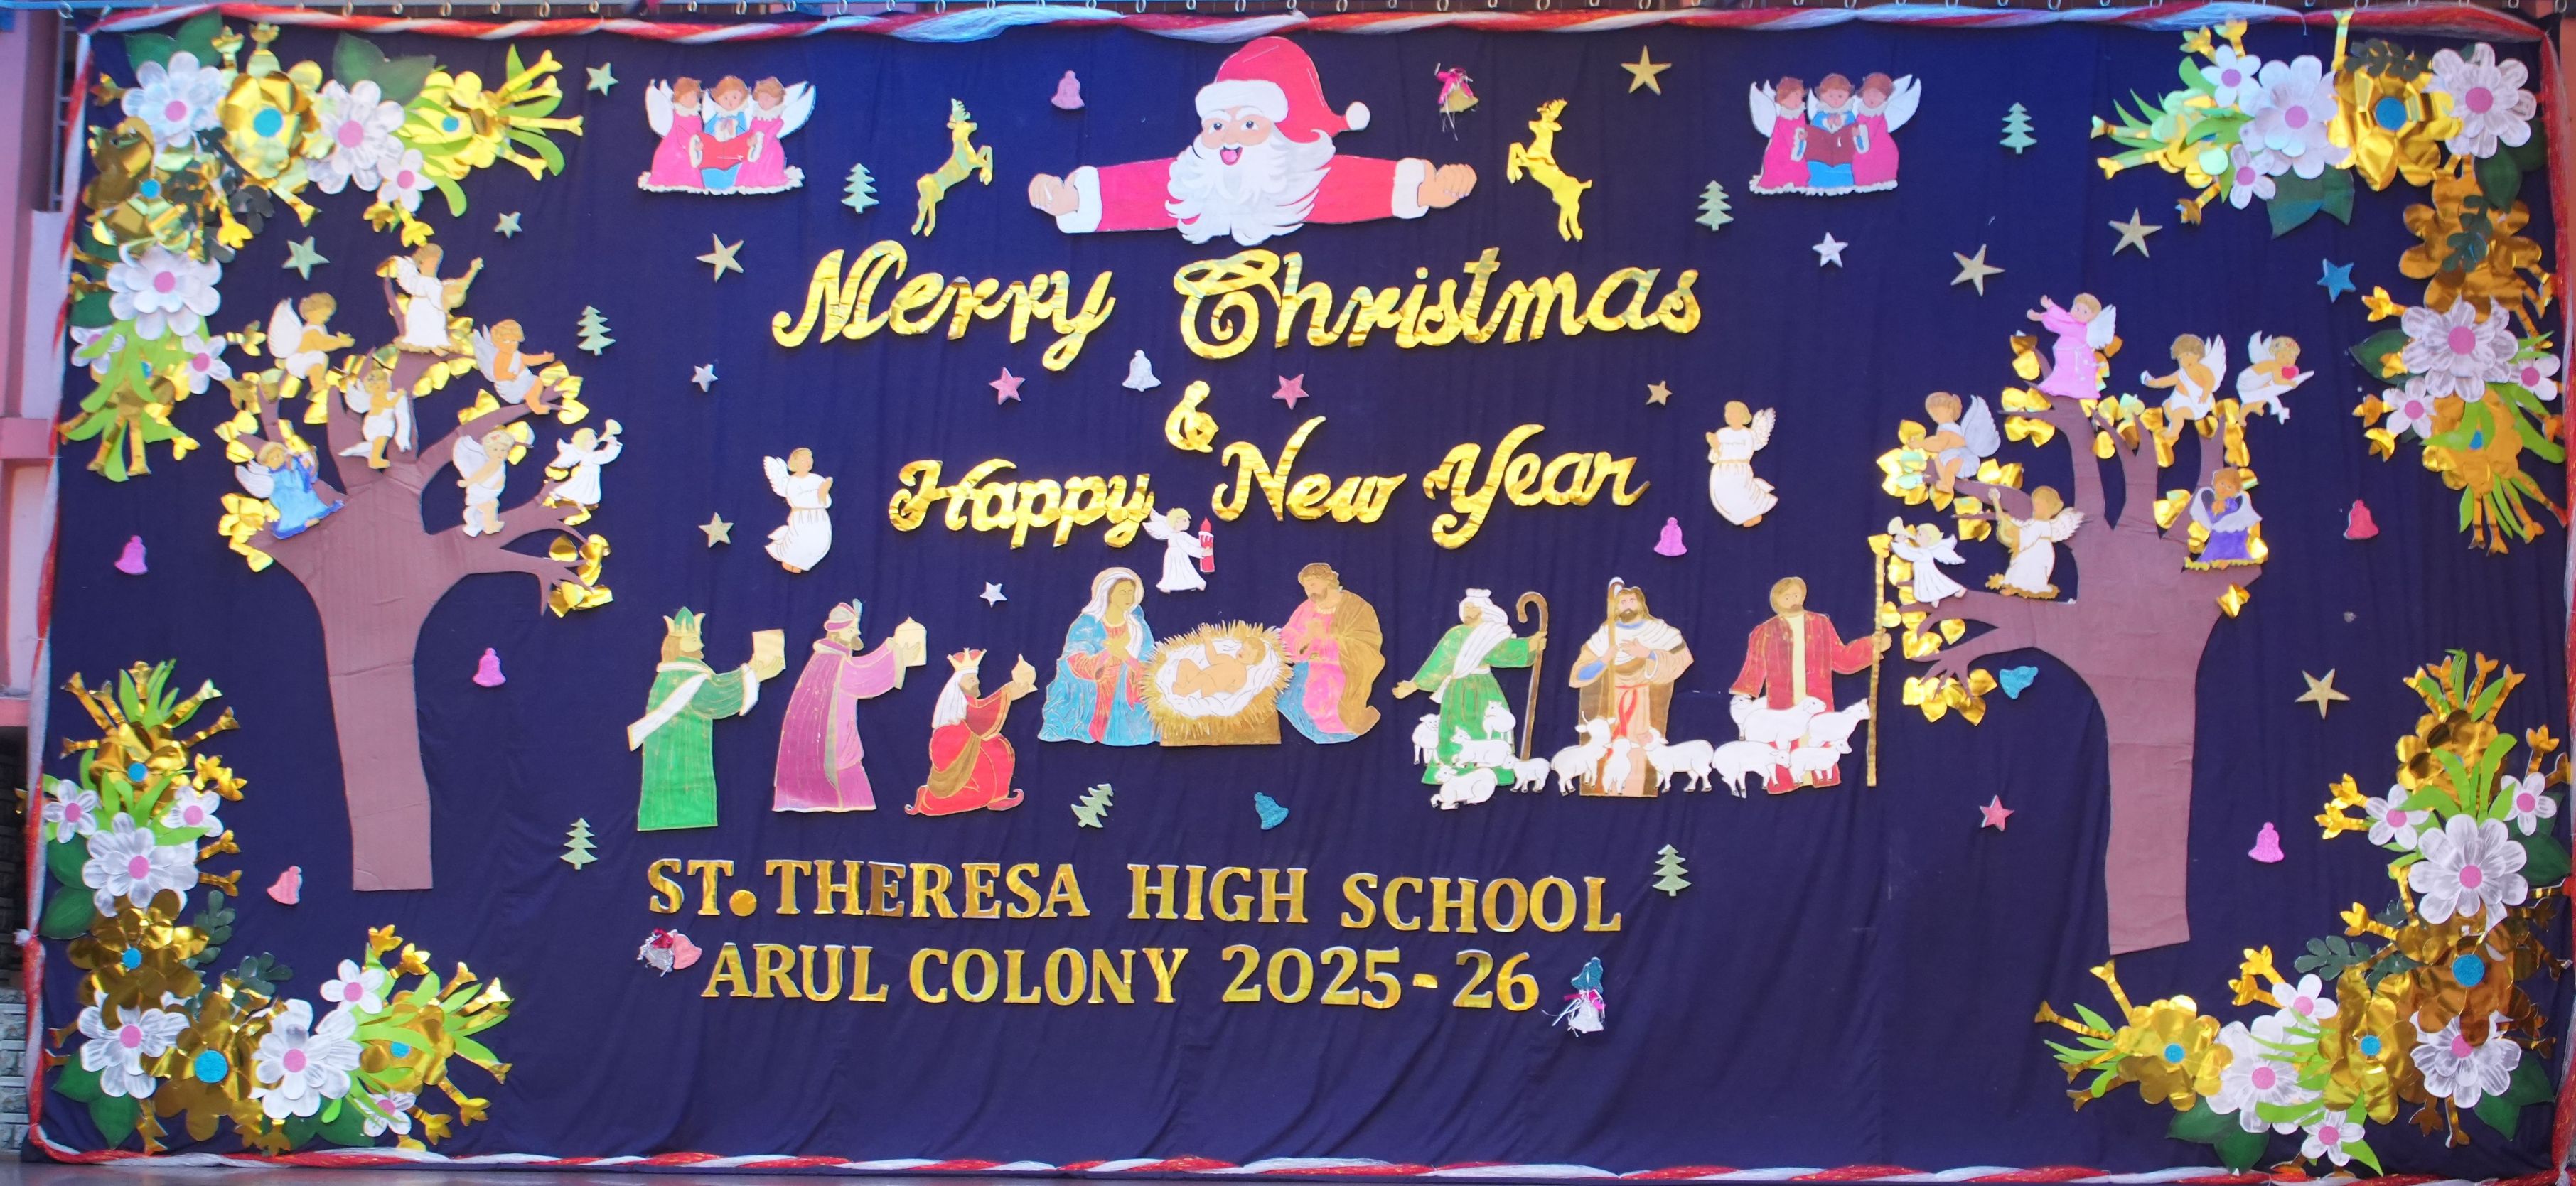 Merry Christmas
&
Happy New Year
ST. THERESA HIGH SCHOOL
ARUL COLONY 2025-26